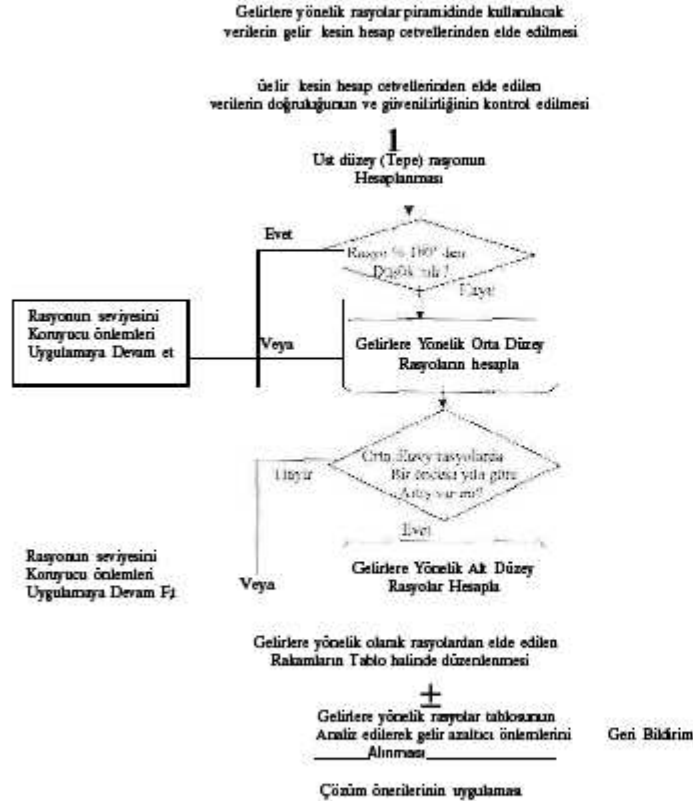 Gelirlere yönelik rasyolar piramidinde kullanılacak
verilerin gelir kesin hesap cetvellerinden elde edilmesi
üelir kesin hesap cetvellerinden elde edilen
verilerin doğruluğunun ve güvenilirliğinin kontrol edilmesi
1
Ust düzey (Tepe) rasyonun
Hesaplanması
Evet
Rasyo % 100' den
Düşük mü?
Hayır
Rasyonun seviyesini
Koruyucu önlemleri
Uygulamaya Devam et
Veya
Gelirlere Yönelik Orta Düzey
Rasyoların hesapla
Orta düzey rasyolarda
Bir önceki yıla göre
Artış var mı?
Hayır
Evet
Rasyonun seviyesini
Koruyucu önlemleri
Uygulamaya Devam
Veya
Gelirlere Yönelik Alt Düzey
Rasyolar Hesapla
Gelirlere yönelik olarak rasyolardan elde edilen
Rakamların Tablo halinde düzenlenmesi
±
Gelirlere yönelik rasyolar tablosunun
Analiz edilerek gelir azaltıcı önlemlerini
Alınması
Geri Bildirim
Çözüm önerilerinin uygulaması